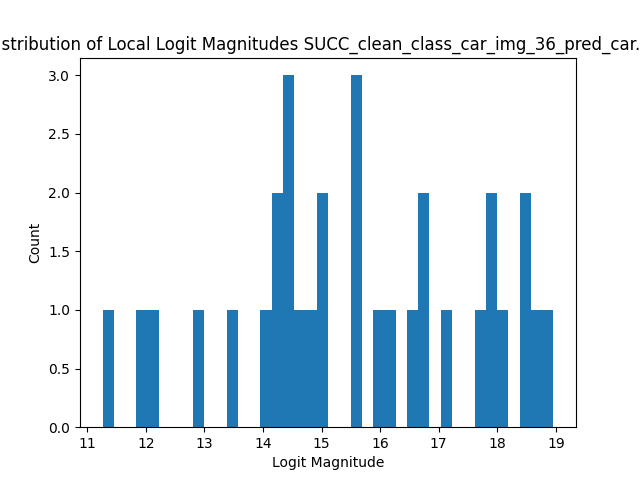 stribution of Local Logit Magnitudes SUCC_clean_class_car_img_36_pred_car.
3.0
2.5
2.0
1.5
1.0
0.5
0.0
Count
11 12 13 14 15 16 17 18 19
Logit Magnitude